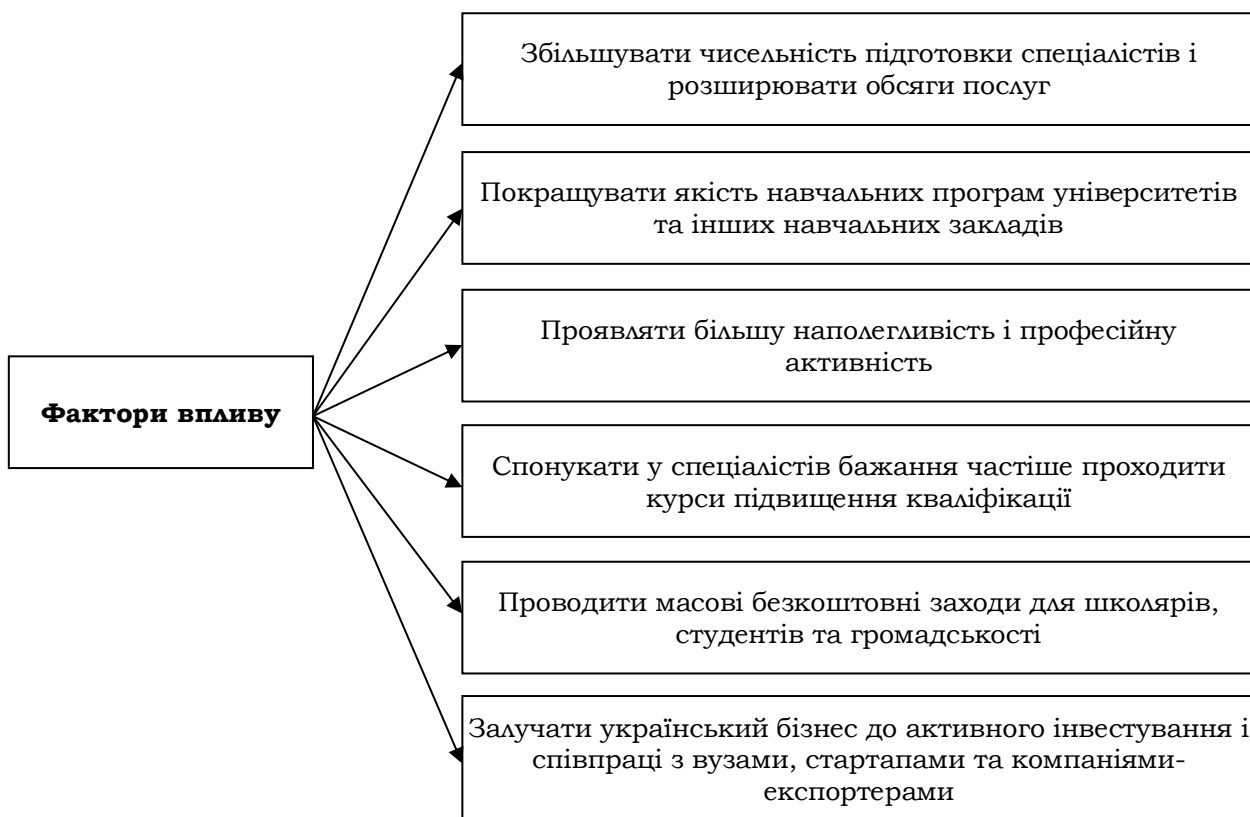 Збільшувати чисельність підготовки спеціалістів і
розширювати обсяги послуг
Покращувати якість навчальних програм університетів
та інших навчальних закладів
Проявляти більшу наполегливість і професійну
активність
Фактори впливу
Спонукати у спеціалістів бажання частіше проходити
курси підвищення кваліфікації
Проводити масові безкоштовні заходи для школярів,
студентів та громадськості
Залучати український бізнес до активного інвестування і
співпраці з вузами, стартапами та компаніями-
експортерами